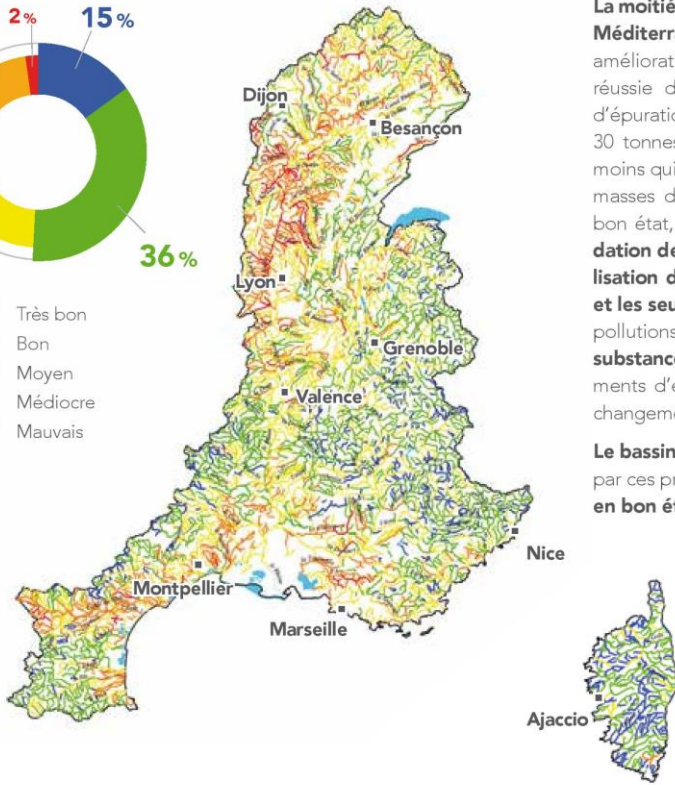 2%
15%
36%
Très bon
Bon
Moyen
Médiocre
Mauvais
Dijon
Besançon
Lyon
Grenoble
Valence
Nice
Montpellier
Marseille
Ajaccio
La moitié
Méditerra
améliorat
réussie d
d'épuratio
30 tonnes
moins qui
masses d
bon état,
dation de
lisation d
et les seu
pollutions
substance
ments d'é
changeme
Le bassin
par ces pr
en bon ét